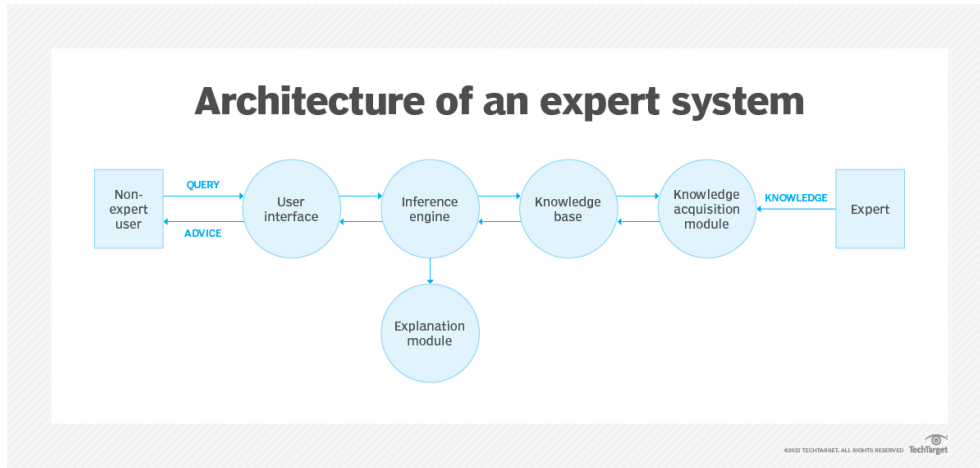 Architecture of an expert system
Non-
expert
user
QUERY
ADVICE
User
interface
Inference
engine
Knowledge
base
Knowledge
acquisition
module
KNOWLEDGE
Expert
Explanation
module
©2022 TECHTARGET. ALL RIGHTS RESERVED TechTarget